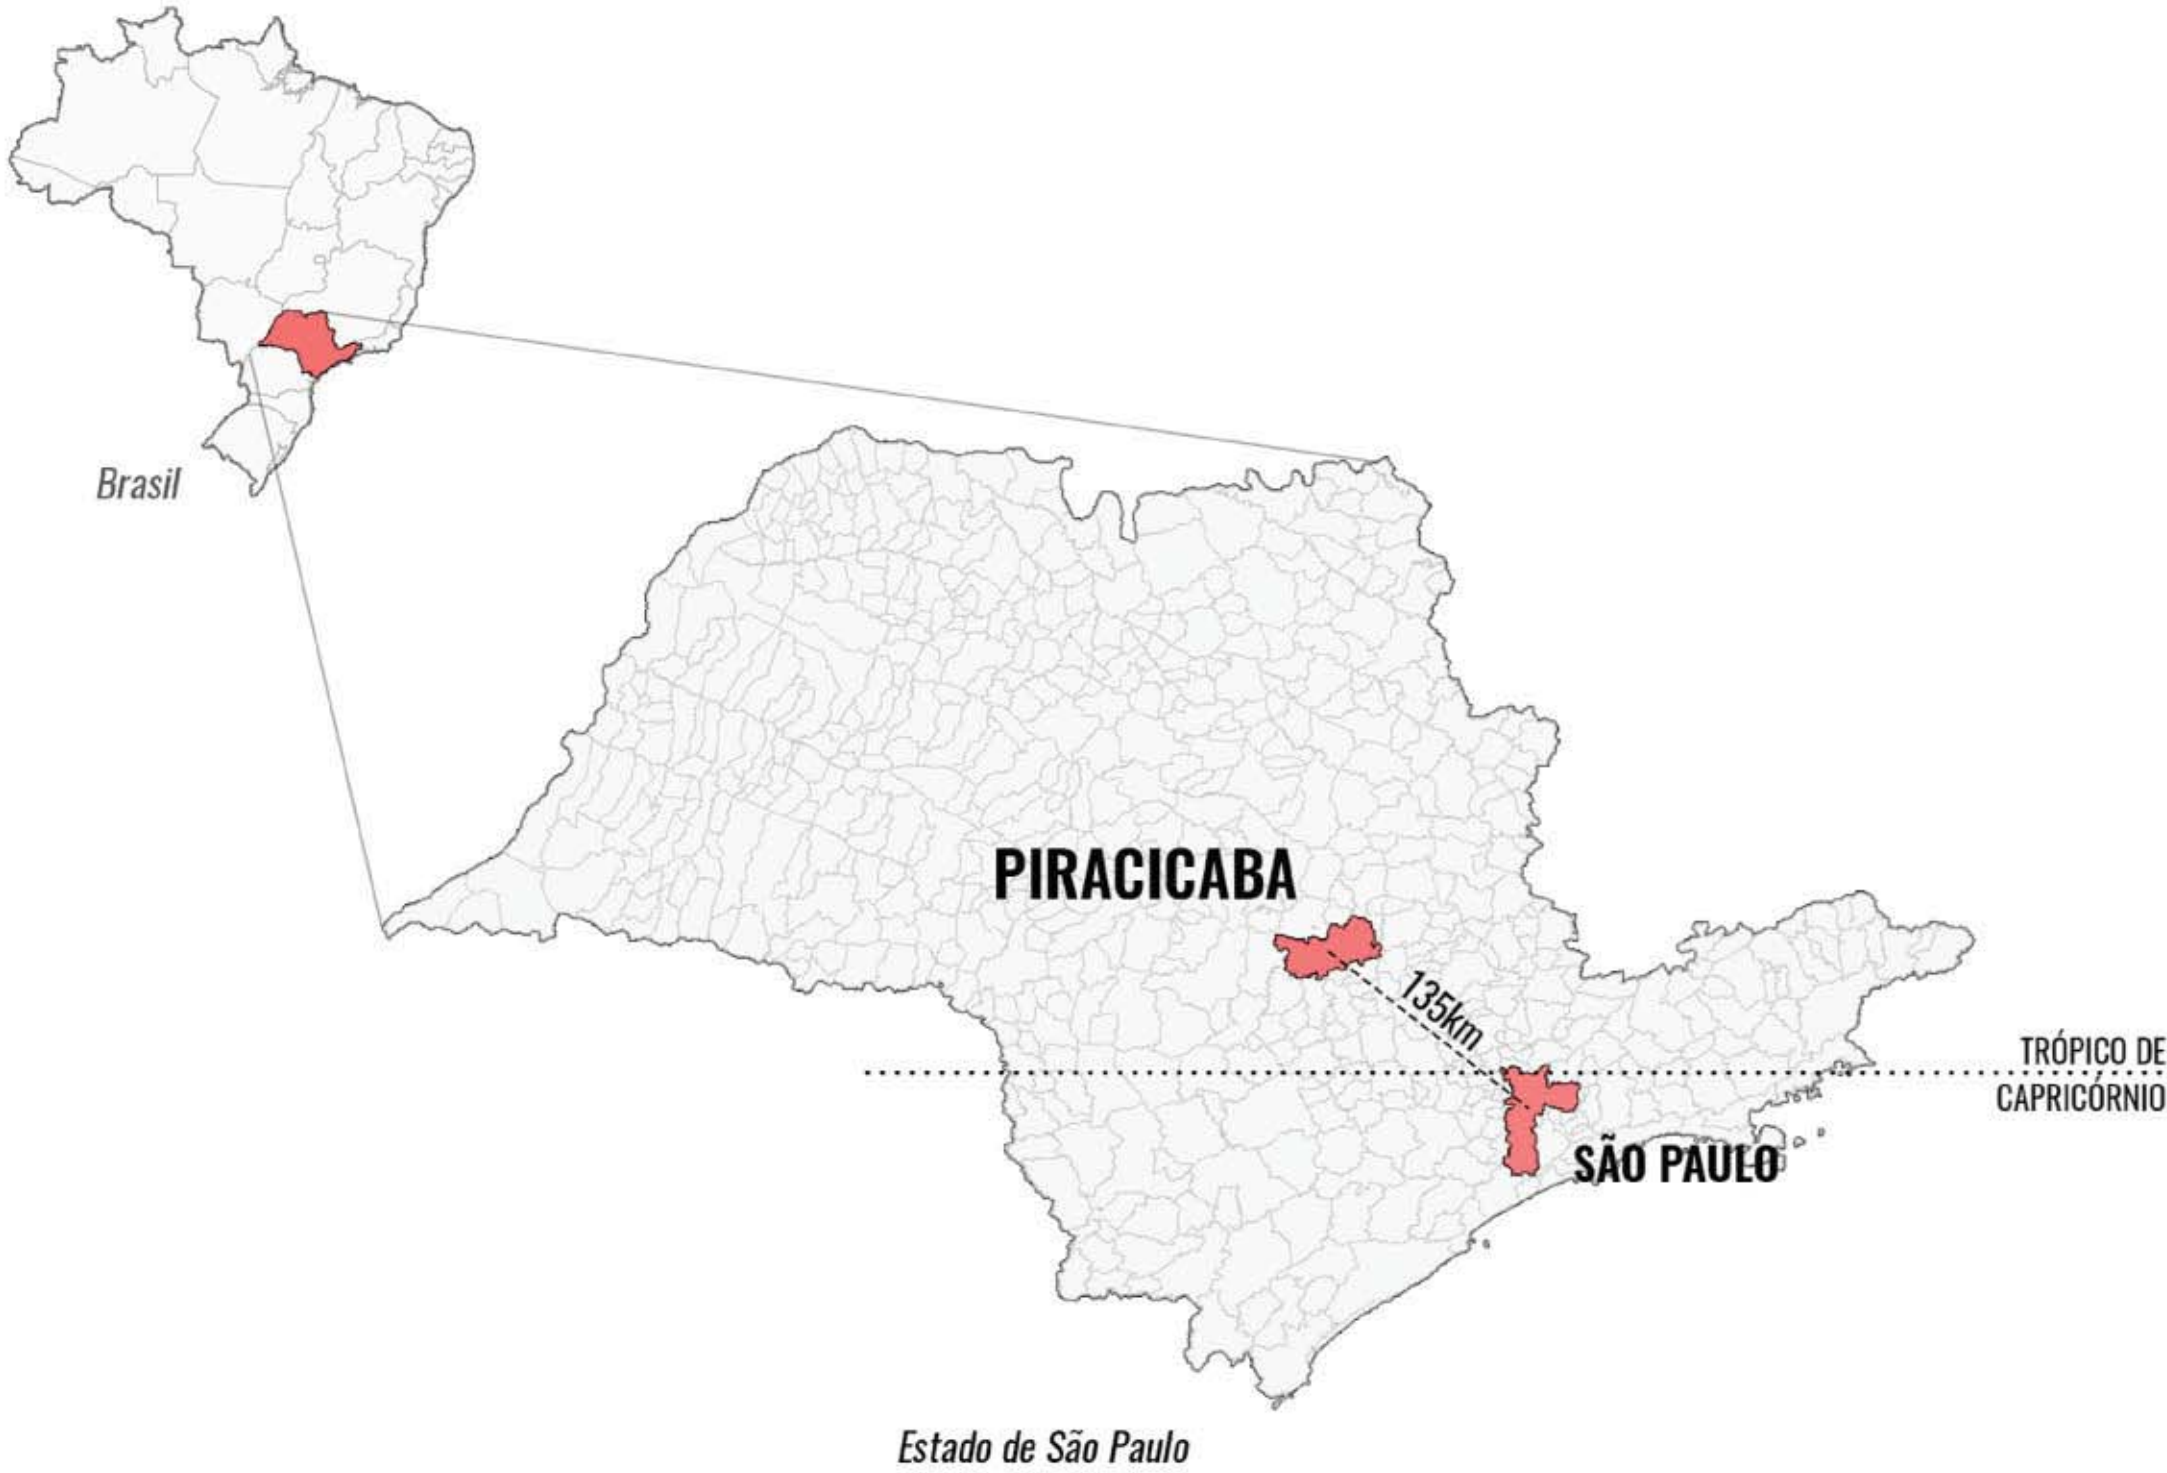 Brasil
PIRACICABA
135km
TRÓPICO DE
CAPRICÓRNIO
SÃO PAULO
Estado de São Paulo